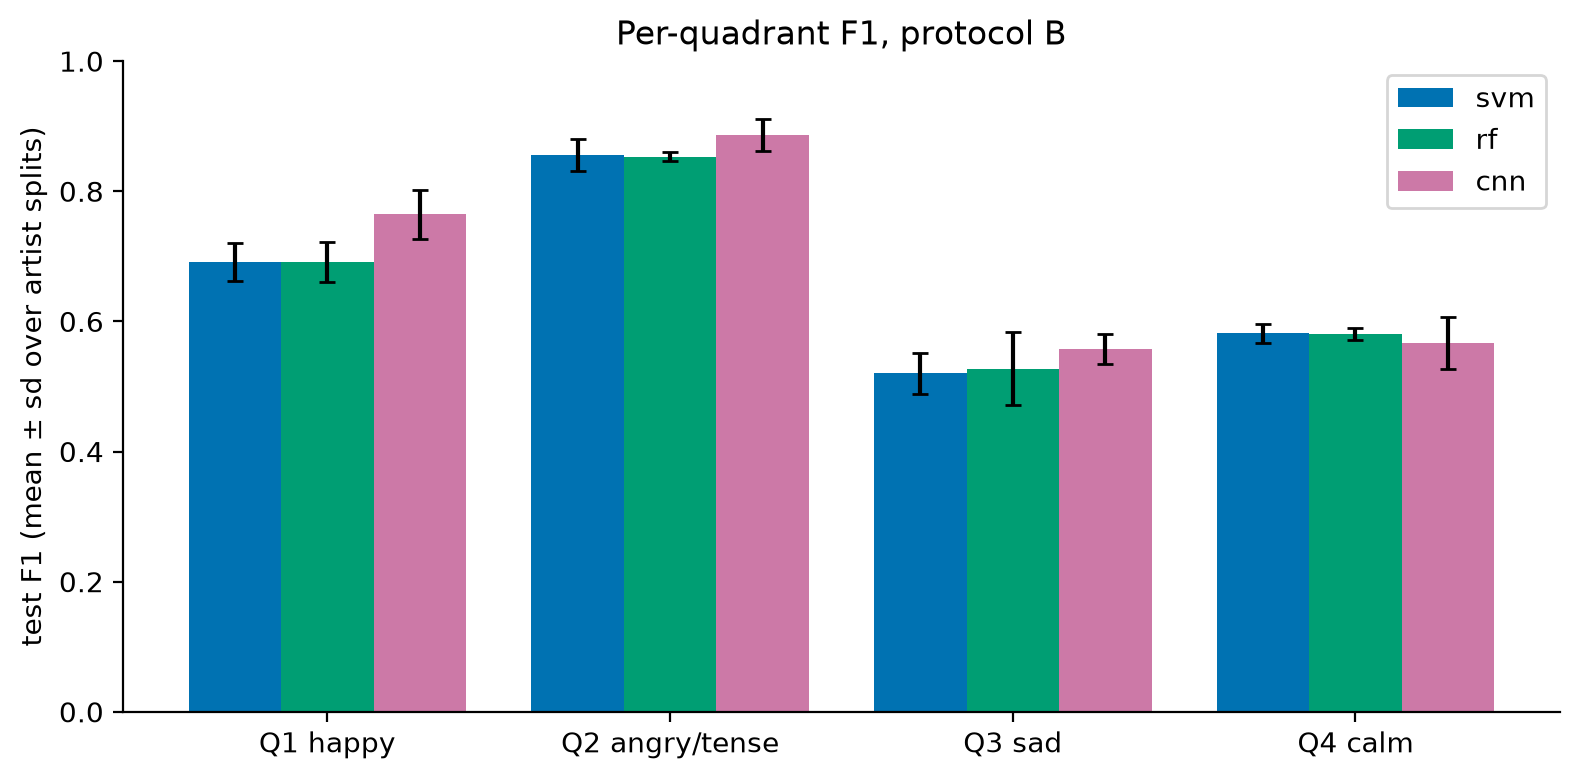 Per-quadrant F1, protocol B
test F1 (mean ± sd over artist splits)
1.0
0.8
0.6
0.4
0.2
0.0
svm
rf
cnn
Q1 happy
Q2 angry/tense
Q3 sad
Q4 calm